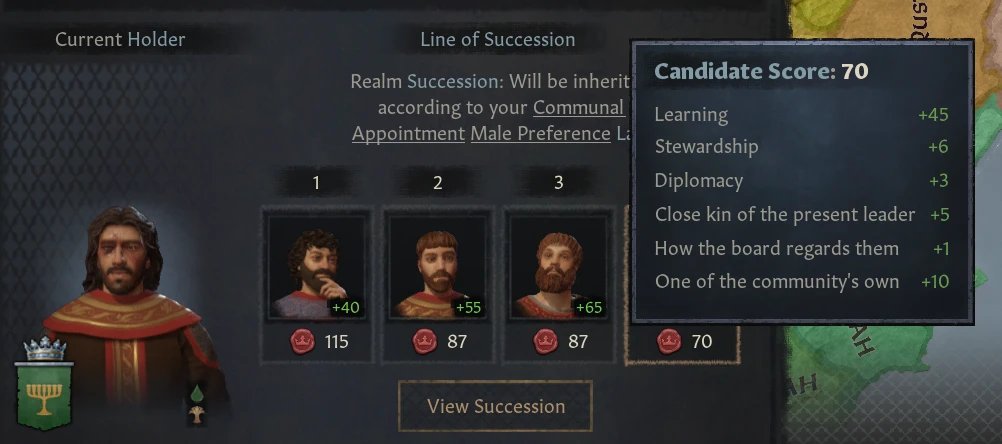 Current Holder
Line of Succession
Realm Succession: Will be inherit
according to your Communal
Appointment Male Preference La
Candidate Score: 70
Learning +45
Stewardship +6
Diplomacy +3
Close kin of the present leader +5
How the board regards them +1
One of the community's own +10
1 2 3
+40 +55 +65
115 87 87 70
View Succession
AH
AH